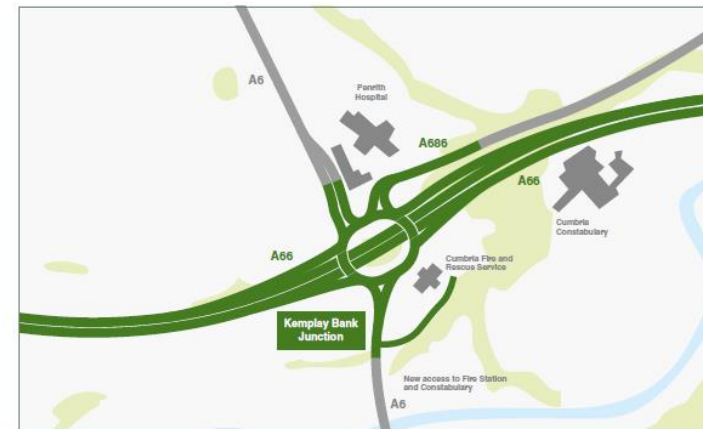 A6
Penrith
Hospital
A686
A66
Cumbria
Constabulary
A66
Cumbria Fire and
Rescue Service
Kemplay Bank
Junction
New access to Fire Station
and Constabulary
A6